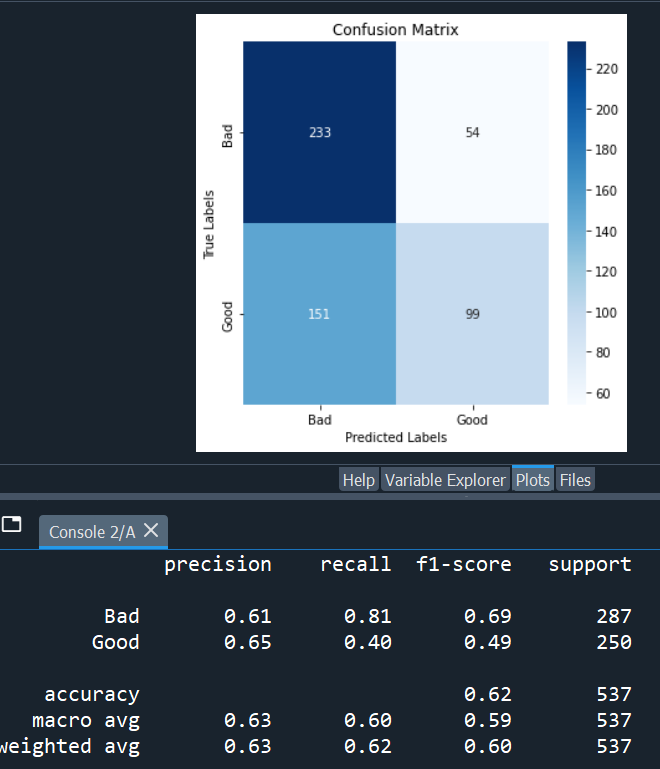 Confusion Matrix
220
Bad 233 54
200
180
160
True Labels
140
120
Good 151 99
100
80
60
Bad Good
Predicted Labels
Help Variable Explorer Plots Files
Console 2/A
precision recall f1-score support
Bad 0.61 0.81 0.69 287
Good 0.65 0.40 0.49 250
accuracy 0.62 537
macro avg 0.63 0.60 0.59 537
weighted avg 0.63 0.62 0.60 537